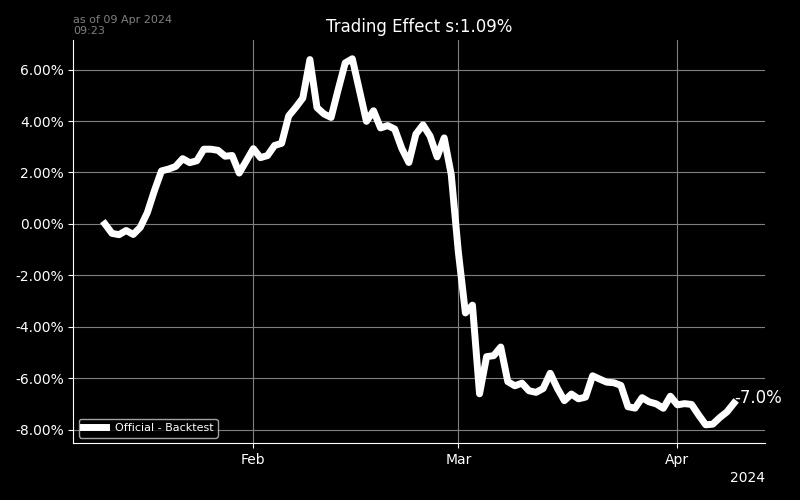 as of 09 Apr 2024
09:23
Trading Effect s:1.09%
6.00%
4.00%
2.00%
0.00%
-2.00%
-4.00%
-6.00%
-8.00%
-7.0%
Official - Backtest
Feb
Mar
Apr
2024